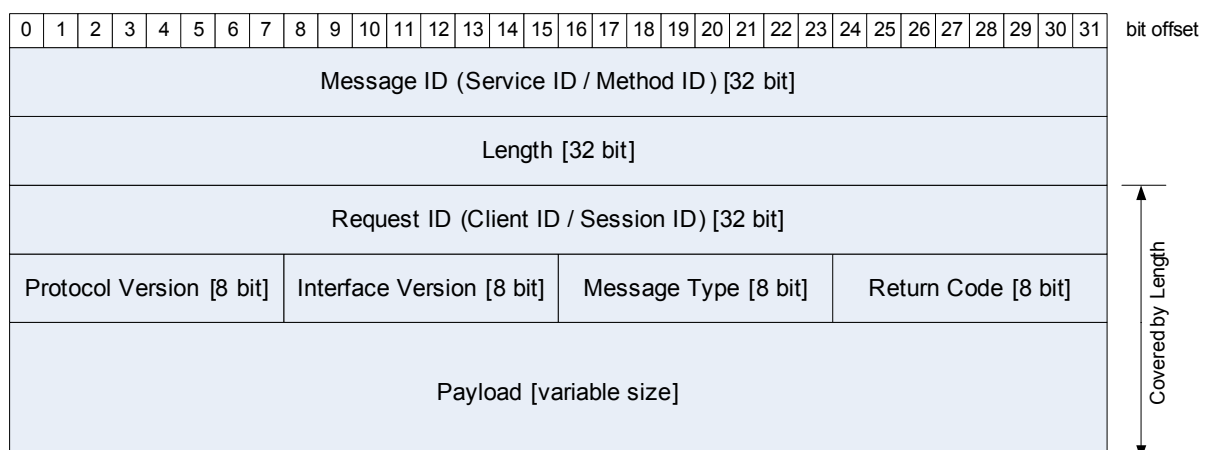 0 1 2 3 4 5 6 7 8 9 10 11 12 13 14 15 16 17 18 19 20 21 22 23 24 25 26 27 28 29 30 31 bit offset
Message ID (Service ID / Method ID) [32 bit]
Length [32 bit]
Request ID (Client ID / Session ID) [32 bit]
Protocol Version [8 bit] Interface Version [8 bit] Message Type [8 bit] Return Code [8 bit]
Payload [variable size]
Covered by Length